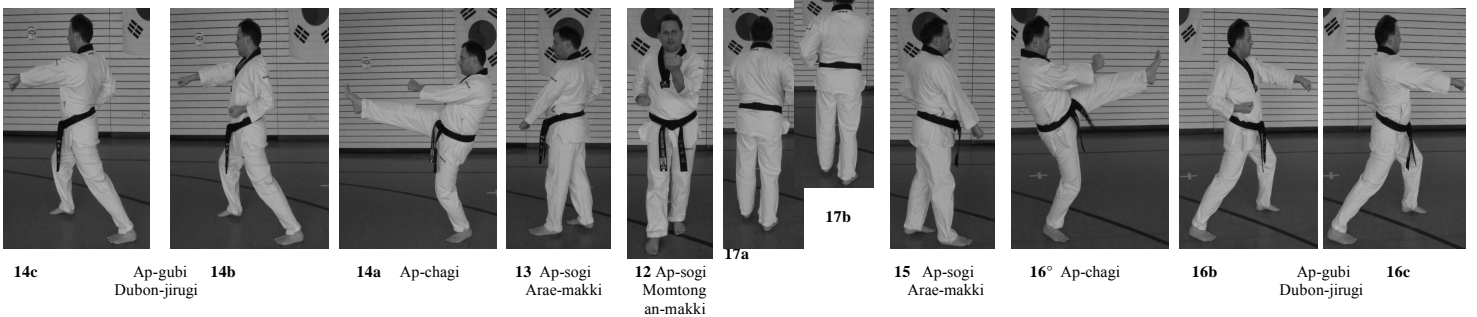 17b
17a
14c Ap-gubi 14b 14a Ap-chagi 13 Ap-sogi 12 Ap-sogi 15 Ap-sogi 16° Ap-chagi 16b Ap-gubi 16c
Dubon-jirugi Arae-makki Momtong Arae-makki Dubon-jirugi
an-makki